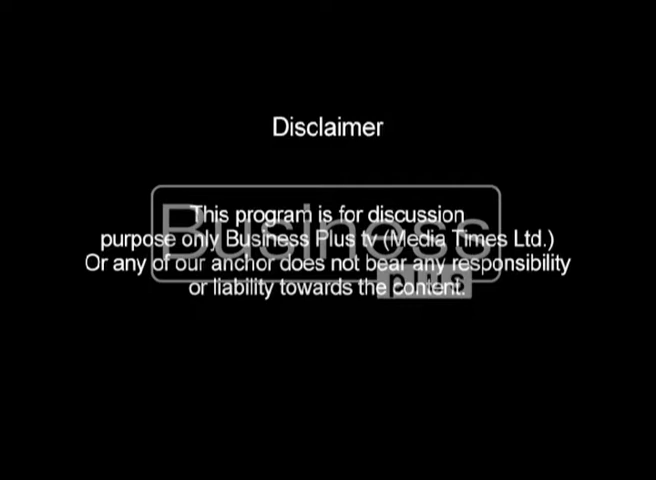 Disclaimer
This program is for discussion
purpose only Business Plus tv (Media Times Ltd.)
Or any of our anchor does not bear any responsibility
or liability towards the content.
Business
plus